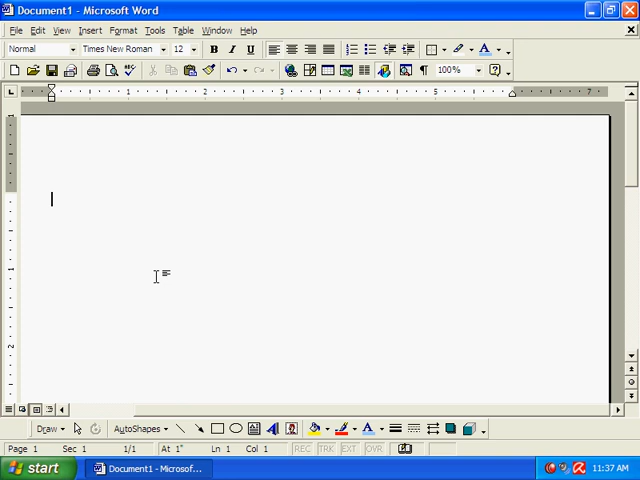 Document1 - Microsoft Word
File Edit View Insert Format Tools Table Window Help
Normal Times New Roman 12 B I U A
¶ 100%
1 2 3 4 5 7
1
2
Draw AutoShapes A A
Page 1 Sec 1 1/1 At 1" Ln 1 Col 1 REC TRK EXT OVR
start Document1 - Microsof... 11:37 AM